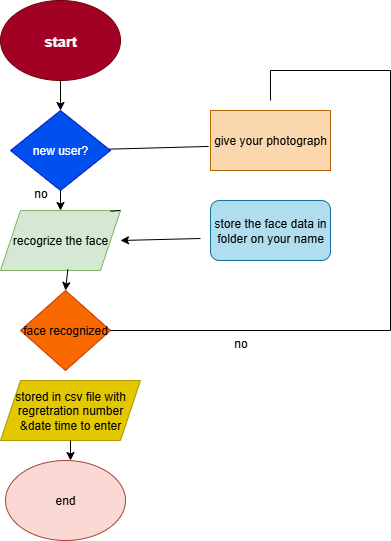 start
new user?
give your photograph
no
recognize the face
store the face data in
folder on your name
face recognized
no
stored in csv file with
regretration number
&date time to enter
end